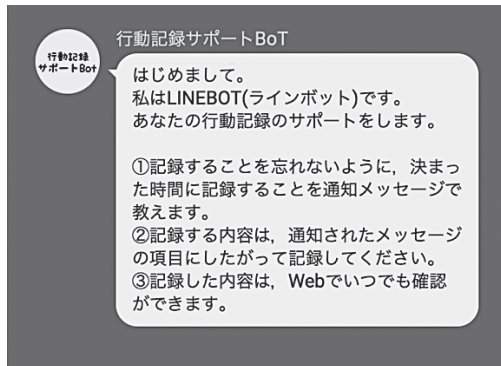 行動記録サポートBoT
行動記録
サポートBot
はじめまして。
私はLINEBOT(ラインボット)です。
あなたの行動記録のサポートをします。
①記録することを忘れないように，決まっ
た時間に記録することを通知メッセージで
教えます。
②記録する内容は，通知されたメッセージ
の項目にしたがって記録してください。
③記録した内容は，Webでいつでも確認
ができます。